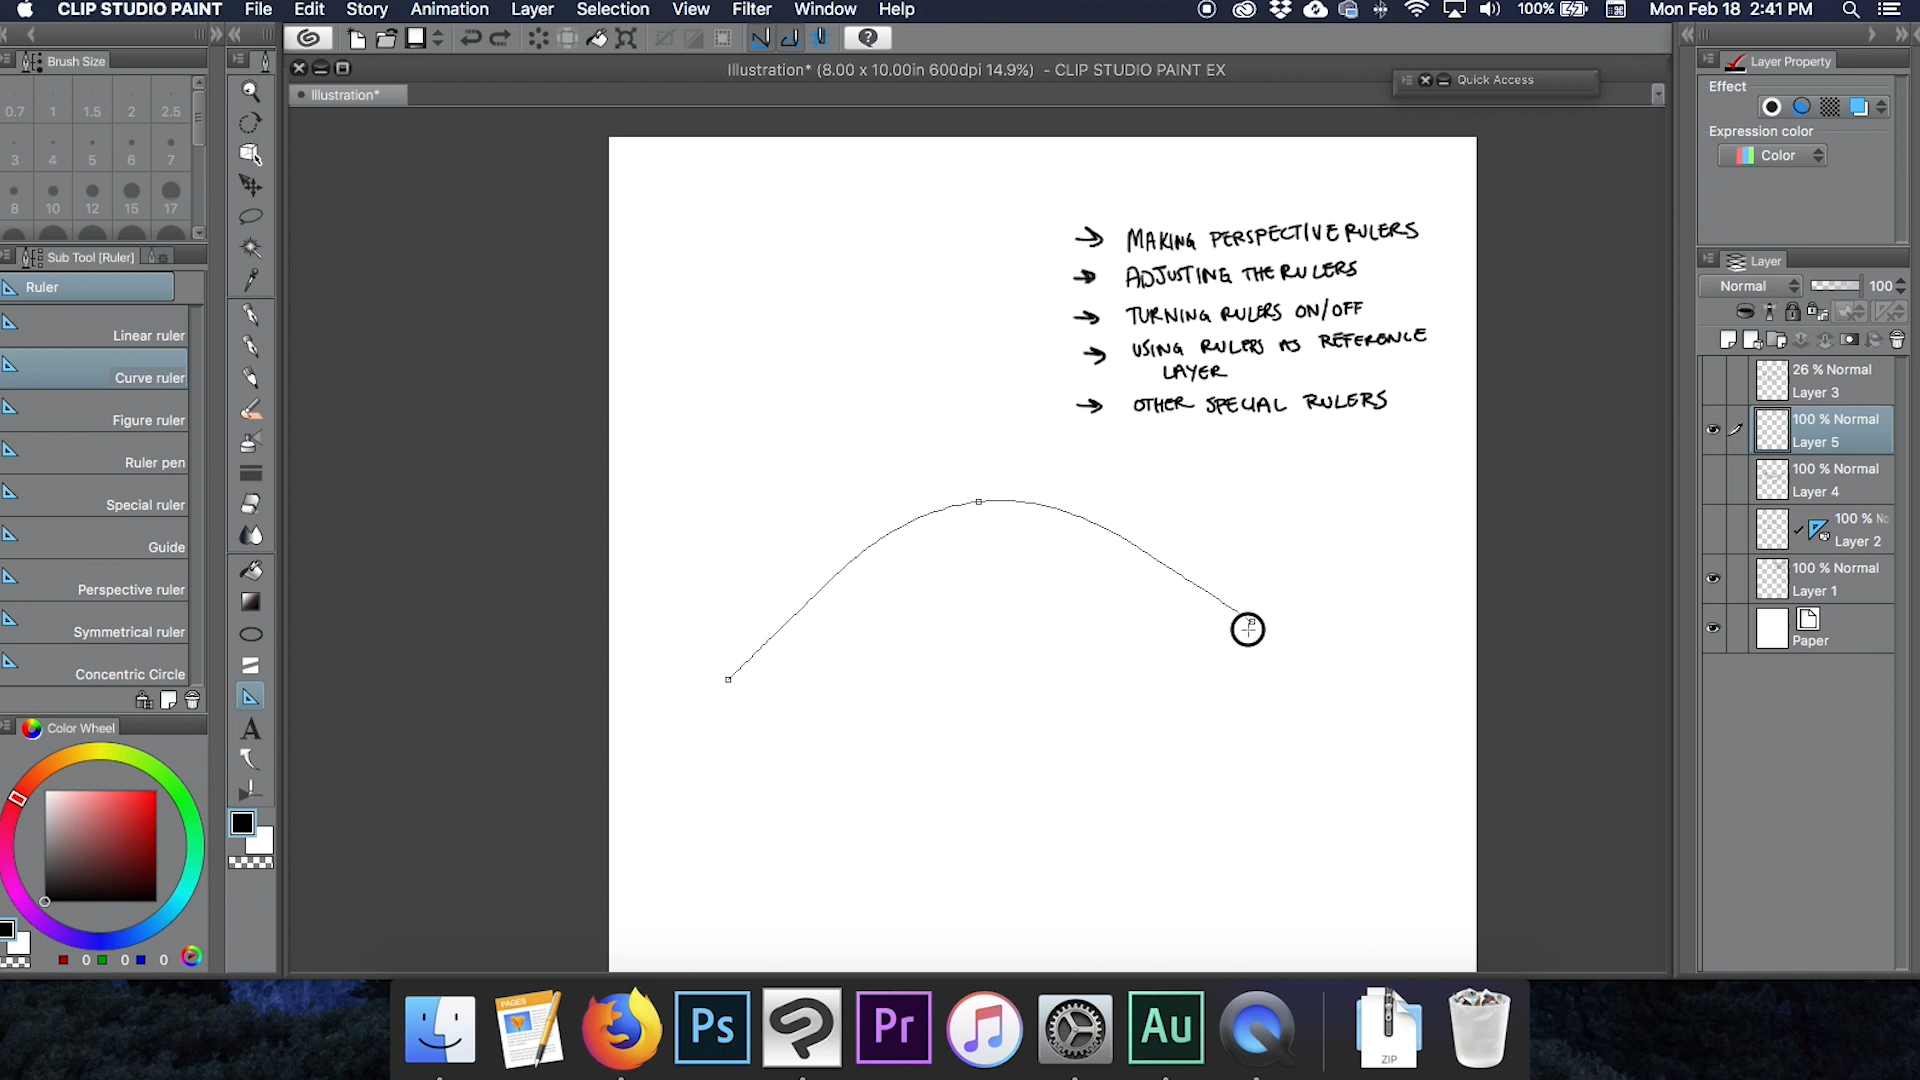 CLIP STUDIO PAINT File Edit Story Animation Layer Selection View Filter Window Help 100% Mon Feb 18 2:41 PM
Illustration* (8.00 x 10.00in 600dpi 14.9%) - CLIP STUDIO PAINT EX
Illustration*
Quick Access
Brush Size
0.7 1 1.5 2 2.5
3 4 5 6 7
8 10 12 15 17
Sub Tool [Ruler]
Ruler
Linear ruler
Curve ruler
Figure ruler
Ruler pen
Special ruler
Guide
Perspective ruler
Symmetrical ruler
Concentric Circle
Color Wheel
0 0 0
A
→ MAKING PERSPECTIVE RULERS
→ ADJUSTING THE RULERS
→ TURNING RULERS ON/OFF
→ USING RULERS AS REFERENCE
LAYER
→ OTHER SPECIAL RULERS
Layer Property
Effect
Expression color
Color
Layer
Normal 100
26 % Normal
Layer 3
100 % Normal
Layer 5
100 % Normal
Layer 4
100 % No
Layer 2
100 % Normal
Layer 1
Paper
PAGES Ps Pr Au ZIP